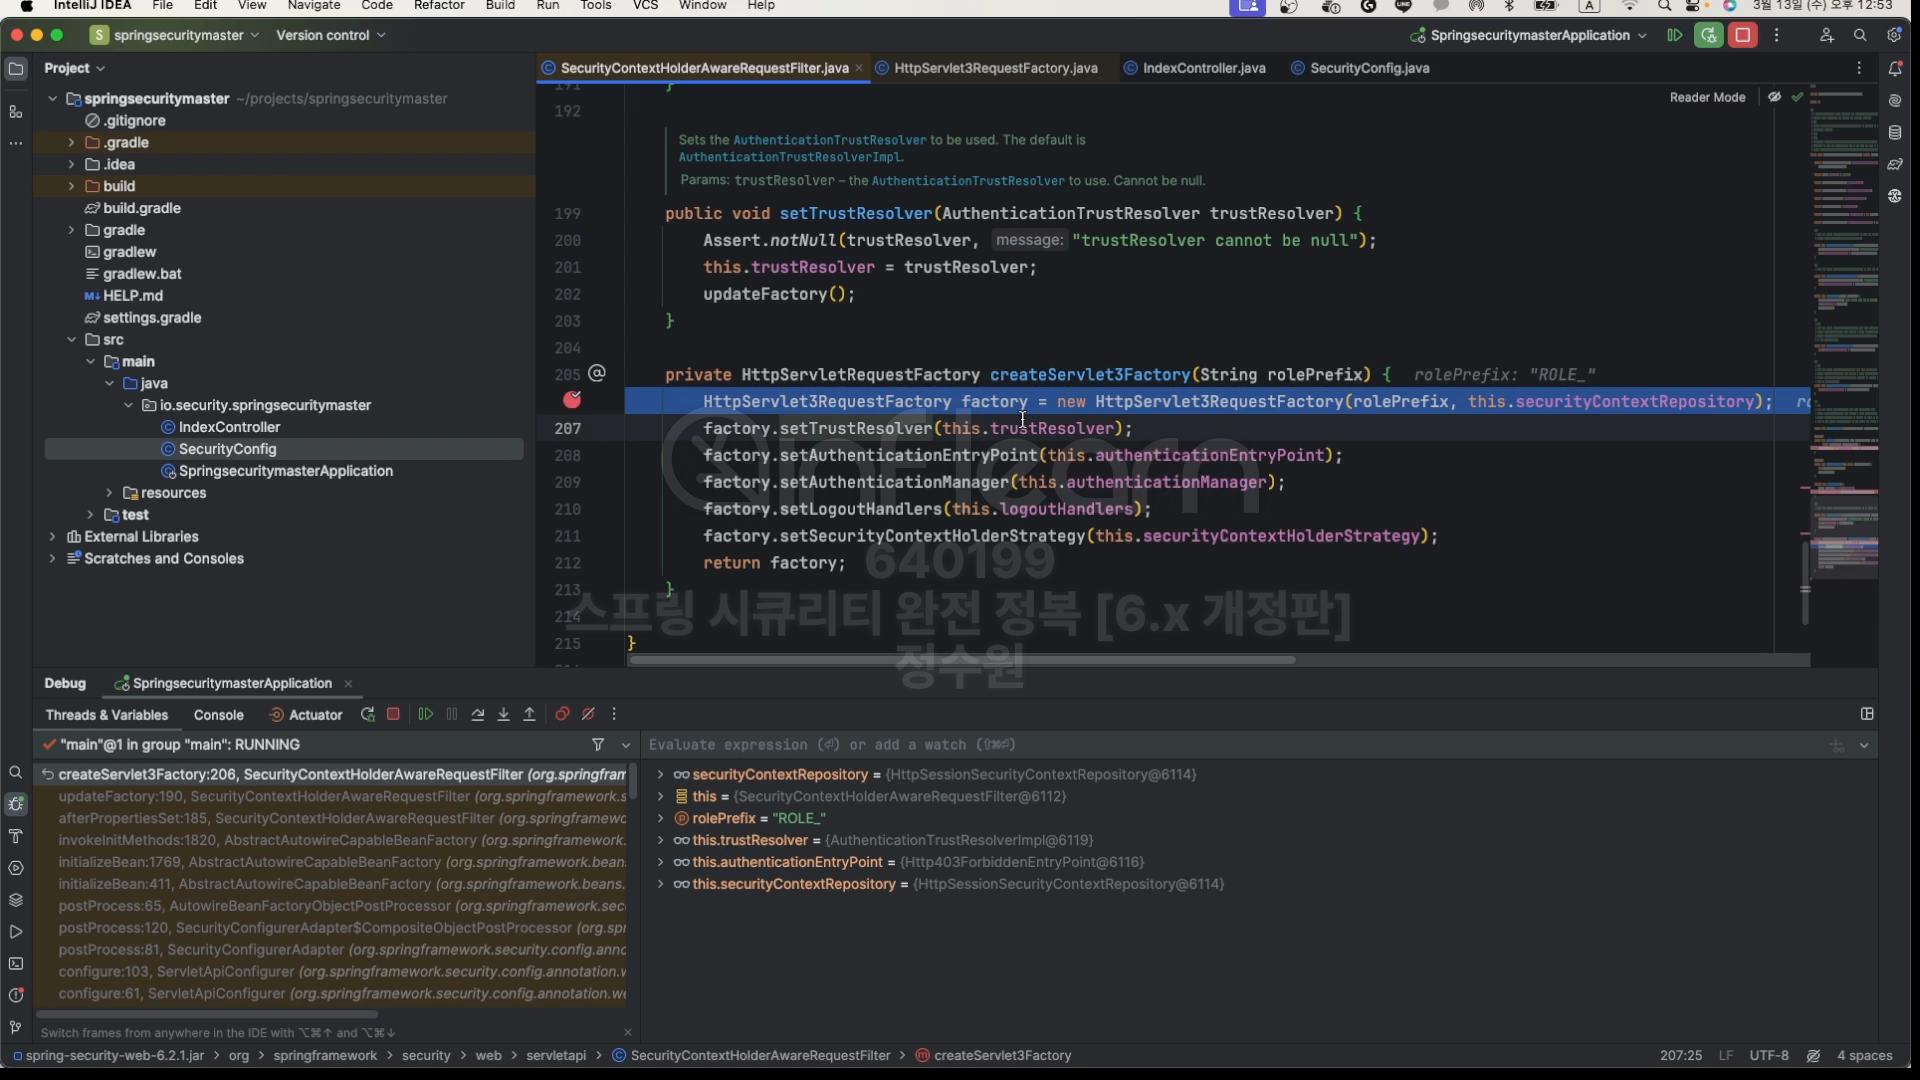 IntelliJ IDEA File Edit View Navigate Code Refactor Build Run Tools VCS Window Help A 3월 13일 (수) 오후 12:53
S springsecuritymaster Version control SpringsecuritymasterApplication
Project
SecurityContextHolderAwareRequestFilter.java HttpServlet3RequestFactory.java IndexController.java SecurityConfig.java
springsecuritymaster ~/projects/springsecuritymaster
.gitignore
.gradle
.idea
build
build.gradle
gradle
gradlew
gradlew.bat
M↓ HELP.md
settings.gradle
src
main
java
io.security.springsecuritymaster
IndexController
SecurityConfig
SpringsecuritymasterApplication
resources
test
External Libraries
Scratches and Consoles
Reader Mode
191 }
192
Sets the AuthenticationTrustResolver to be used. The default is
AuthenticationTrustResolverImpl.
Params: trustResolver – the AuthenticationTrustResolver to use. Cannot be null.
199 public void setTrustResolver(AuthenticationTrustResolver trustResolver) {
200 Assert.notNull(trustResolver, message: "trustResolver cannot be null");
201 this.trustResolver = trustResolver;
202 updateFactory();
203 }
204
205 @ private HttpServletRequestFactory createServlet3Factory(String rolePrefix) { rolePrefix: "ROLE_"
HttpServlet3RequestFactory factory = new HttpServlet3RequestFactory(rolePrefix, this.securityContextRepository);
207 factory.setTrustResolver(this.trustResolver);
208 factory.setAuthenticationEntryPoint(this.authenticationEntryPoint);
209 factory.setAuthenticationManager(this.authenticationManager);
210 factory.setLogoutHandlers(this.logoutHandlers);
211 factory.setSecurityContextHolderStrategy(this.securityContextHolderStrategy);
212 return factory;
213 }
214
215 }
inflearn
640199
스프링 시큐리티 완전 정복 [6.x 개정판]
정수원
Debug SpringsecuritymasterApplication
Threads & Variables Console Actuator
"main"@1 in group "main": RUNNING
createServlet3Factory:206, SecurityContextHolderAwareRequestFilter (org.springfram
updateFactory:190, SecurityContextHolderAwareRequestFilter (org.springframework.s
afterPropertiesSet:185, SecurityContextHolderAwareRequestFilter (org.springframewo
invokeInitMethods:1820, AbstractAutowireCapableBeanFactory (org.springframework
initializeBean:1769, AbstractAutowireCapableBeanFactory (org.springframework.bean
initializeBean:411, AbstractAutowireCapableBeanFactory (org.springframework.beans.
postProcess:65, AutowireBeanFactoryObjectPostProcessor (org.springframework.sec
postProcess:120, SecurityConfigurerAdapter$CompositeObjectPostProcessor (org.spr
postProcess:81, SecurityConfigurerAdapter (org.springframework.security.config.anno
configure:103, ServletApiConfigurer (org.springframework.security.config.annotation.w
configure:61, ServletApiConfigurer (org.springframework.security.config.annotation.we
Switch frames from anywhere in the IDE with ⌥⌘↑ and ⌥⌘↓
Evaluate expression (⏎) or add a watch (⇧⌘⏎)
securityContextRepository = {HttpSessionSecurityContextRepository@6114}
this = {SecurityContextHolderAwareRequestFilter@6112}
rolePrefix = "ROLE_"
this.trustResolver = {AuthenticationTrustResolverImpl@6119}
this.authenticationEntryPoint = {Http403ForbiddenEntryPoint@6116}
this.securityContextRepository = {HttpSessionSecurityContextRepository@6114}
spring-security-web-6.2.1.jar > org > springframework > security > web > servletapi > SecurityContextHolderAwareRequestFilter > createServlet3Factory 207:25 LF UTF-8 4 spaces